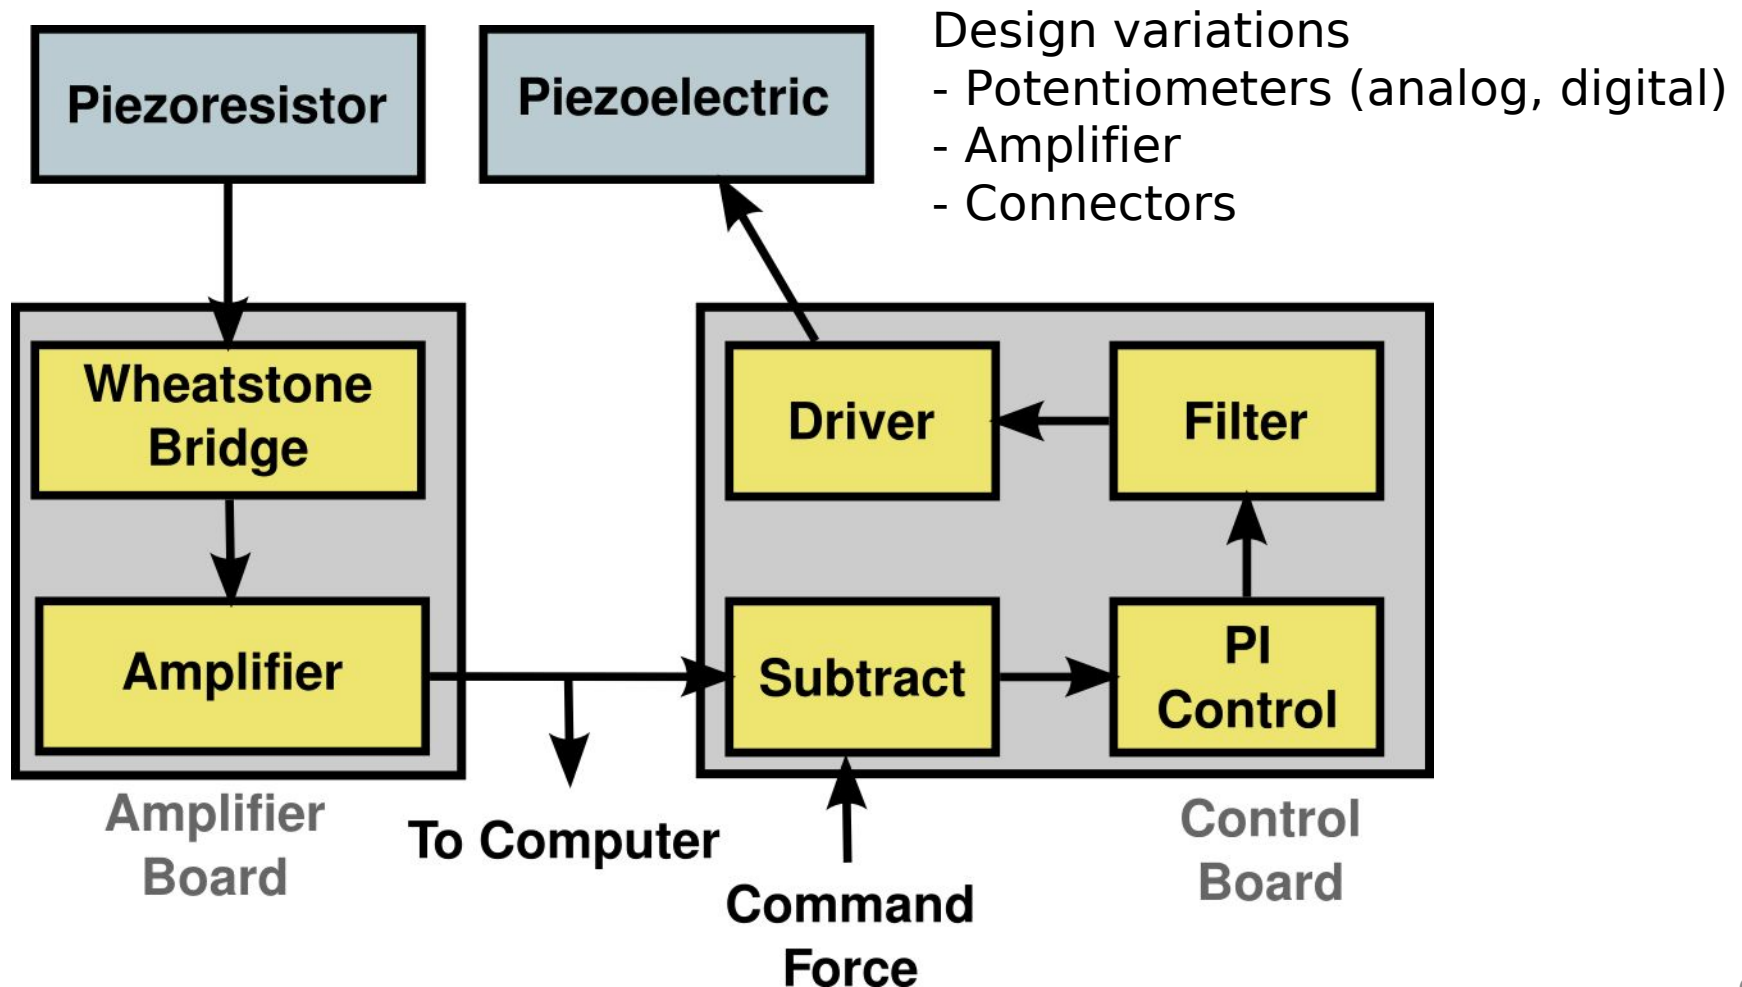 Piezoresistor
Piezoelectric
Design variations
- Potentiometers (analog, digital)
- Amplifier
- Connectors
Wheatstone
Bridge
Amplifier
Driver
Filter
Subtract
PI
Control
Amplifier
Board
To Computer
Command
Force
Control
Board